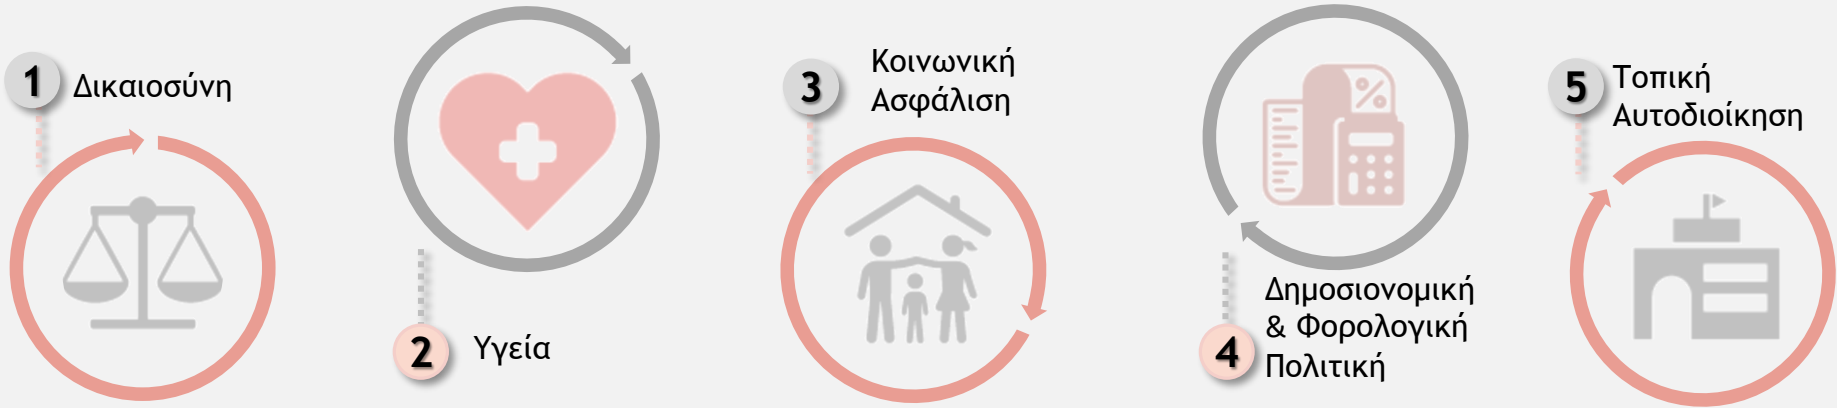 1 Δικαιοσύνη
2 Υγεία
3 Κοινωνική
Ασφάλιση
4 Δημοσιονομική
& Φορολογική
Πολιτική
5 Τοπική
Αυτοδιοίκηση
%